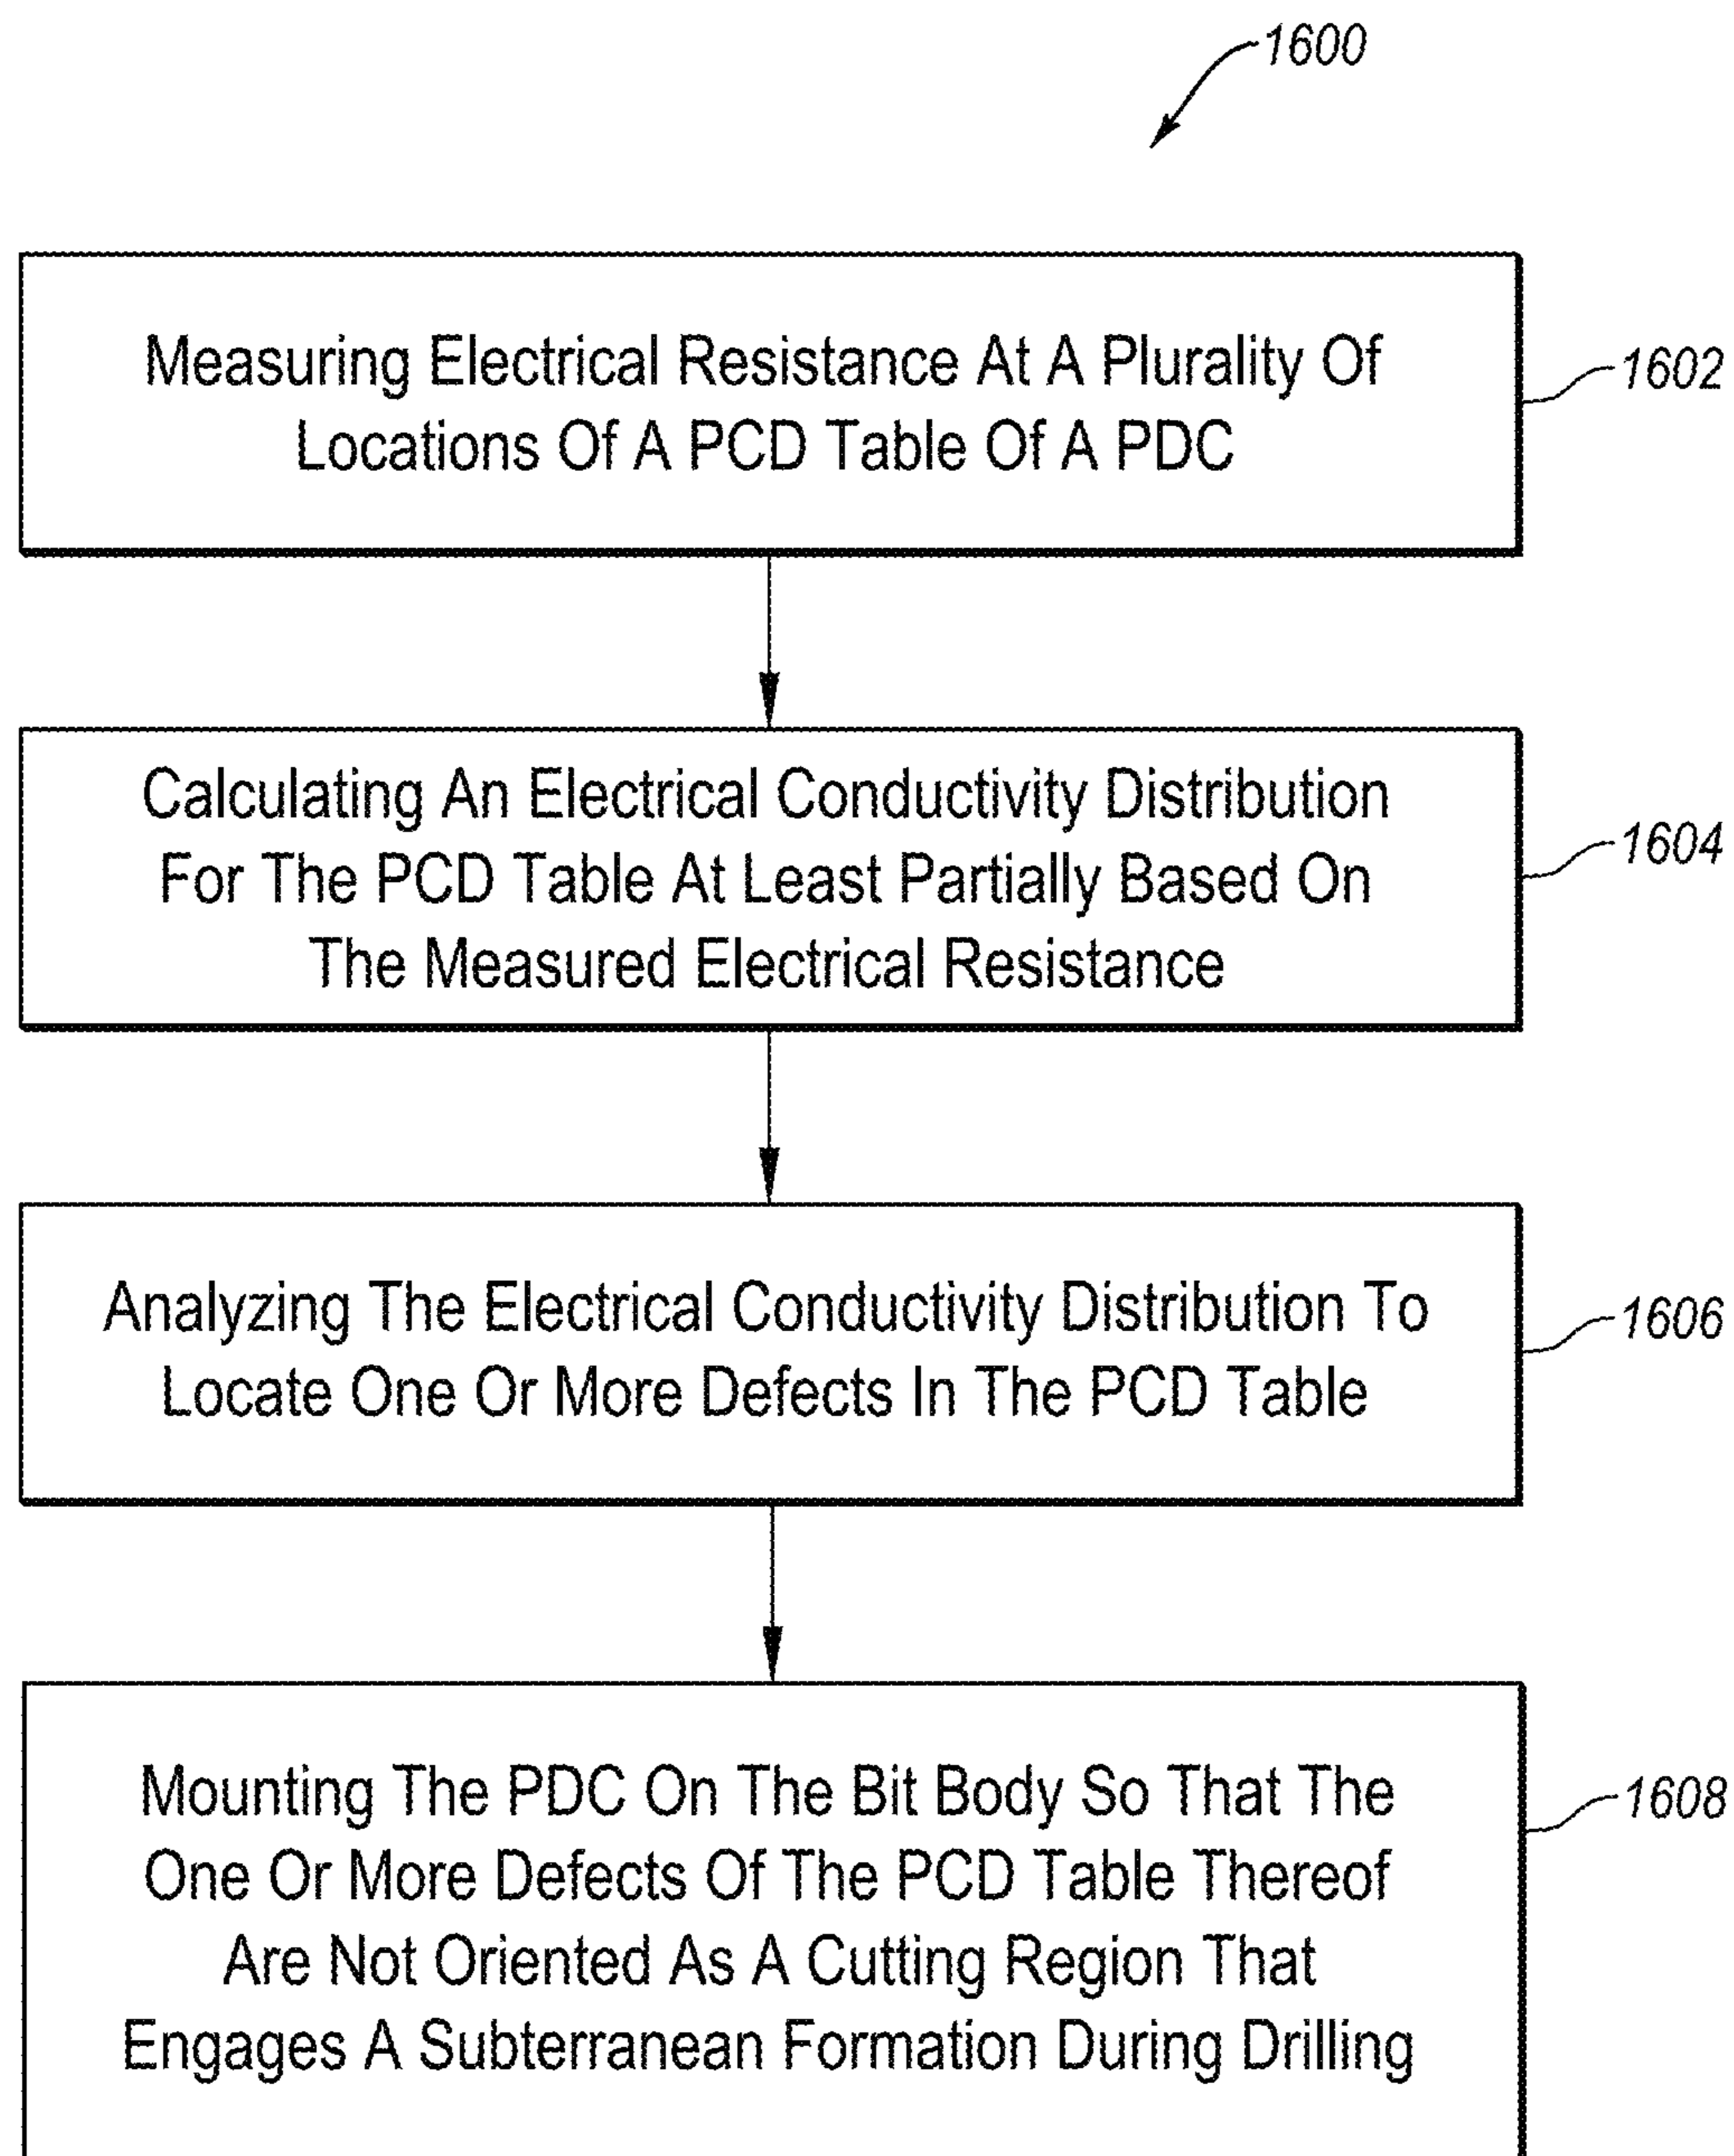 1600
Measuring Electrical Resistance At A Plurality Of
Locations Of A PCD Table Of A PDC
1602
Calculating An Electrical Conductivity Distribution
For The PCD Table At Least Partially Based On
The Measured Electrical Resistance
1604
Analyzing The Electrical Conductivity Distribution To
Locate One Or More Defects In The PCD Table
1606
Mounting The PDC On The Bit Body So That The
One Or More Defects Of The PCD Table Thereof
Are Not Oriented As A Cutting Region That
Engages A Subterranean Formation During Drilling
1608